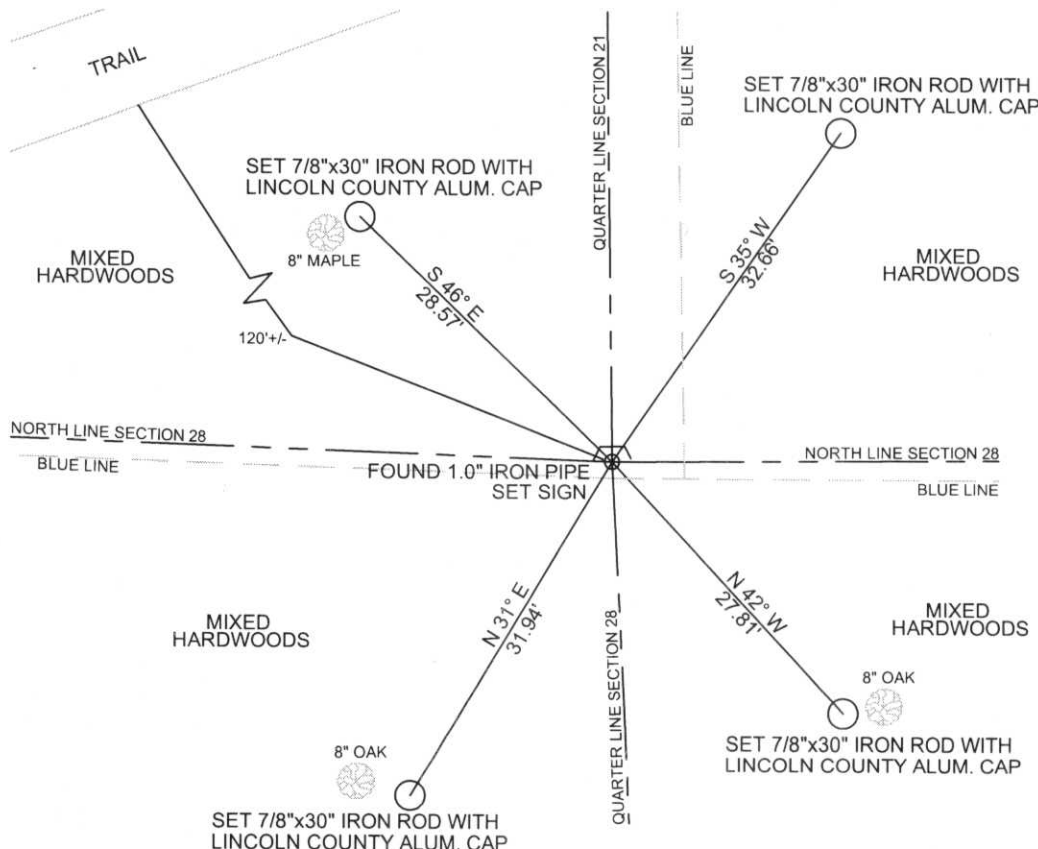 TRAIL
QUARTER LINE SECTION 21
BLUE LINE
SET 7/8"x30" IRON ROD WITH
LINCOLN COUNTY ALUM. CAP
SET 7/8"x30" IRON ROD WITH
LINCOLN COUNTY ALUM. CAP
8" MAPLE
MIXED
HARDWOODS
S 46° E
28.57'
S 35° W
32.66'
MIXED
HARDWOODS
120'+/-
NORTH LINE SECTION 28
BLUE LINE
FOUND 1.0" IRON PIPE
SET SIGN
NORTH LINE SECTION 28
BLUE LINE
MIXED
HARDWOODS
N 31° E
31.94'
QUARTER LINE SECTION 28
N 42° W
27.81'
MIXED
HARDWOODS
8" OAK
SET 7/8"x30" IRON ROD WITH
LINCOLN COUNTY ALUM. CAP
8" OAK
SET 7/8"x30" IRON ROD WITH
LINCOLN COUNTY ALUM. CAP